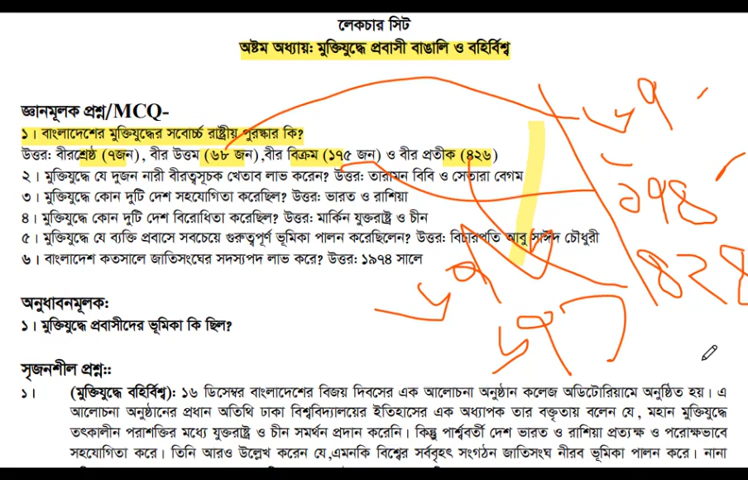 লেকচার সিট
অষ্টম অধ্যায়: মুক্তিযুদ্ধে প্রবাসী বাঙালি ও বহির্বিশ্ব
জ্ঞানমূলক প্রশ্ন/MCQ-
১। বাংলাদেশের মুক্তিযুদ্ধের সবোর্চ্চ রাষ্ট্রীয় পুরষ্কার কি?
উত্তর: বীরশ্রেষ্ঠ (৭জন), বীর উত্তম (৬৮ জন),বীর বিক্রম (১৭৫ জন) ও বীর প্রতীক (৪২৬)
২। মুক্তিযুদ্ধে যে দুজন নারী বীরত্বসূচক খেতাব লাভ করেন? উত্তর: তারামন বিবি ও সেতারা বেগম
৩। মুক্তিযুদ্ধে কোন দুটি দেশ সহযোগিতা করেছিল? উত্তর: ভারত ও রাশিয়া
৪। মুক্তিযুদ্ধে কোন দুটি দেশ বিরোধিতা করেছিল? উত্তর: মার্কিন যুক্তরাষ্ট্র ও চীন
৫। মুক্তিযুদ্ধে যে ব্যক্তি প্রবাসে সবচেয়ে গুরুত্বপূর্ণ ভূমিকা পালন করেছিলেন? উত্তর: বিচারপতি আবু সাঈদ চৌধুরী
৬। বাংলাদেশ কতসালে জাতিসংঘের সদস্যপদ লাভ করে? উত্তর: ১৯৭৪ সালে
৪২৪
অনুধাবনমূলক:
১। মুক্তিযুদ্ধে প্রবাসীদের ভূমিকা কি ছিল?
সৃজনশীল প্রশ্ন::
১। (মুক্তিযুদ্ধে বহির্বিশ্ব): ১৬ ডিসেম্বর বাংলাদেশের বিজয় দিবসের এক আলোচনা অনুষ্ঠান কলেজ অডিটোরিয়ামে অনুষ্ঠিত হয়। এ
আলোচনা অনুষ্ঠানের প্রধান অতিথি ঢাকা বিশ্ববিদ্যালয়ের ইতিহাসের এক অধ্যাপক তার বক্তৃতায় বলেন যে, মহান মুক্তিযুদ্ধে
তৎকালীন পরাশক্তির মধ্যে যুক্তরাষ্ট্র ও চীন সমর্থন প্রদান করেনি। কিন্তু পার্শ্ববর্তী দেশ ভারত ও রাশিয়া প্রত্যক্ষ ও পরোক্ষভাবে
সহযোগিতা করে। তিনি আরও উল্লেখ করেন যে,এমনকি বিশ্বের সর্ববৃহৎ সংগঠন জাতিসংঘ নীরব ভূমিকা পালন করে। নানা